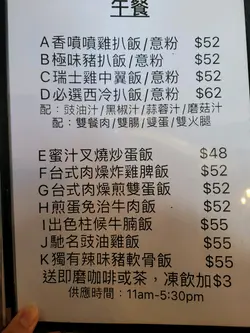 午餐
A香噴噴雞扒飯/意粉 $52
B極味豬扒飯/意粉 $52
C瑞士雞中翼飯/意粉 $52
D必選西冷扒飯/意粉 $62
配：豉油汁/黑椒汁/蒜蓉汁/磨菇汁
配：雙餐肉/雙腸/雙蛋/雙火腿
E蜜汁叉燒炒蛋飯 $48
F台式肉燥炸雞脾飯 $52
G台式肉燥煎雙蛋飯 $52
H煎蛋免治牛肉飯 $52
I出色柱候牛腩飯 $55
J馳名豉油雞飯 $55
K獨有辣味豬軟骨飯 $55
送即磨咖啡或茶，凍飲加$3
供應時間：11am-5:30pm